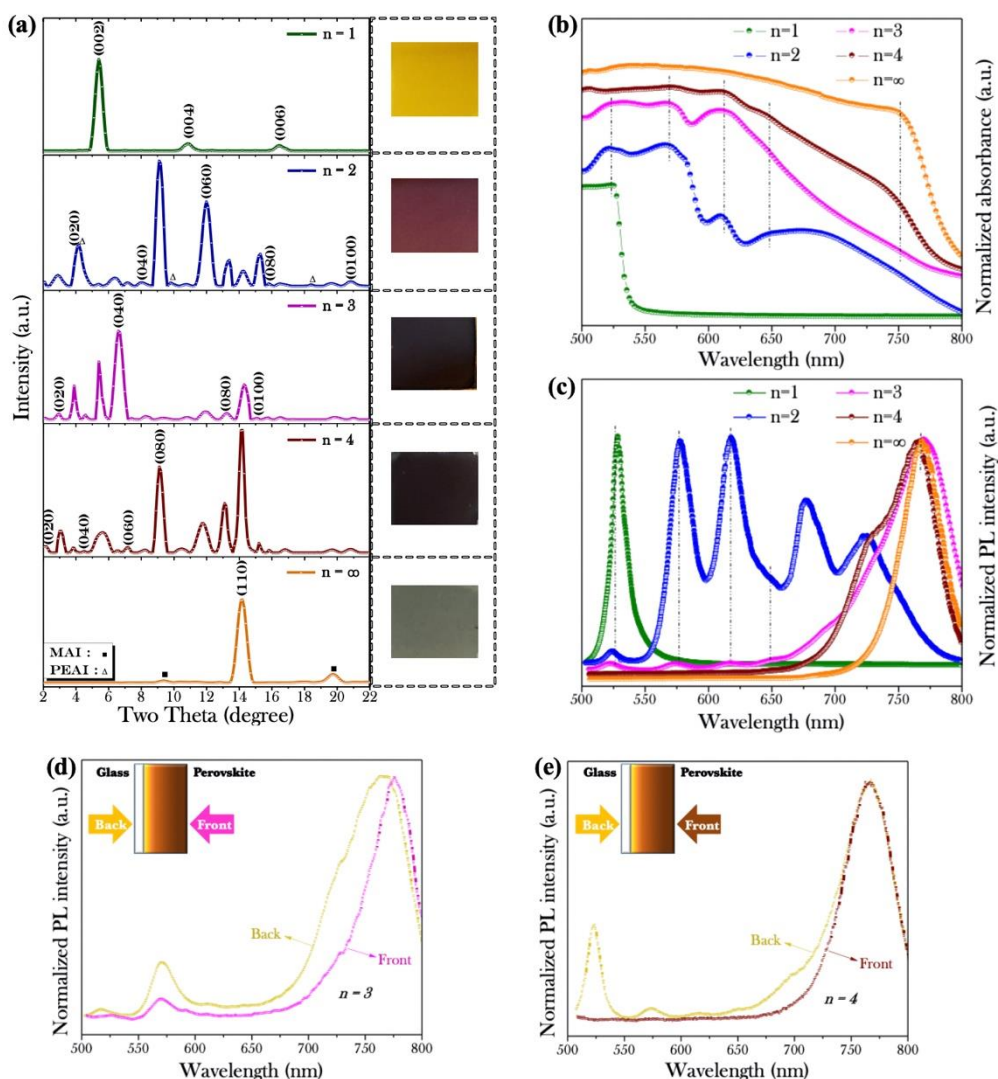 (a)
n = 1
(002)
(004)
(006)
n = 2
(020)
Δ
(040)
Δ
(060)
(080)
Δ
(0100)
n = 3
(020)
(040)
(080)
(0100)
n = 4
(020)
(040)
(060)
(080)
n = ∞
(110)
MAI : ■
PEAI : Δ
2 4 6 8 10 12 14 16 18 20 22
Two Theta (degree)
Intensity (a.u.)
(b)
n=1 n=3
n=2 n=4
n=∞
500 550 600 650 700 750 800
Wavelength (nm)
Normalized absorbance (a.u.)
(c)
n=1 n=3
n=2 n=4
n=∞
500 550 600 650 700 750 800
Wavelength (nm)
Normalized PL intensity (a.u.)
(d)
Glass Perovskite
Back Front
Back
Front
n = 3
500 550 600 650 700 750 800
Wavelength (nm)
Normalized PL intensity (a.u.)
(e)
Glass Perovskite
Back Front
Back
Front
n = 4
500 550 600 650 700 750 800
Wavelength (nm)
Normalized PL intensity (a.u.)